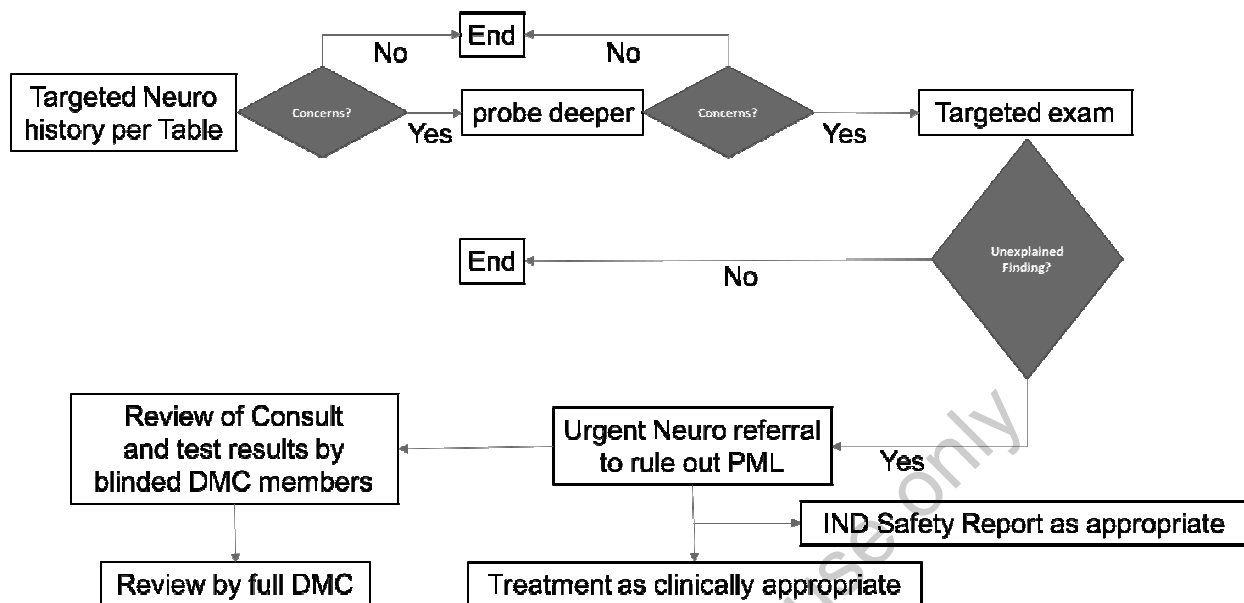 End
No
No
Targeted Neuro
history per Table
Concerns?
Yes
probe deeper
Concerns?
Yes
Targeted exam
Unexplained
Finding?
End
No
Yes
Review of Consult
and test results by
blinded DMC members
Urgent Neuro referral
to rule out PML
IND Safety Report as appropriate
Review by full DMC
Treatment as clinically appropriate
use only